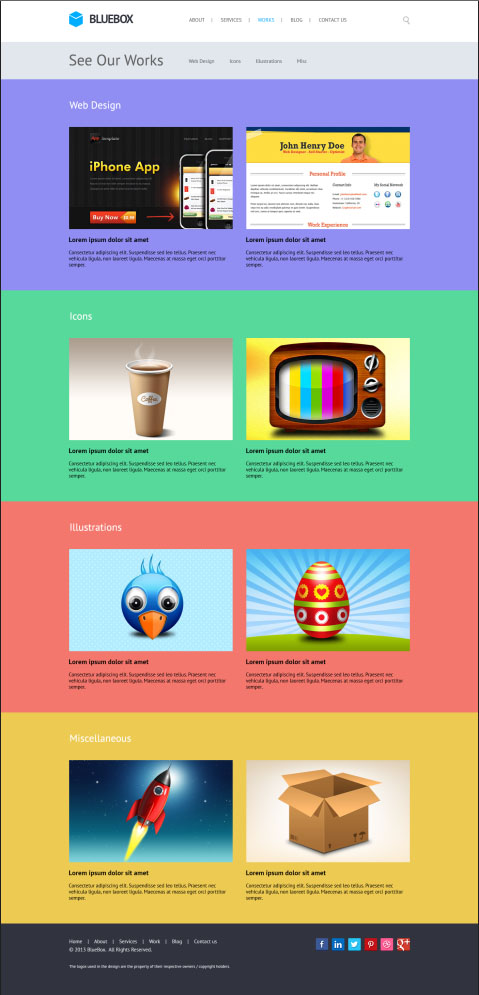 BLUEBOX
ABOUT | SERVICES | WORKS | BLOG | CONTACT US
See Our Works
Web Design Icons Illustrations Misc
Web Design
iPhone App
Buy Now
John Henry Doe
Personal Profile
Work Experience
Lorem ipsum dolor sit amet
Consectetur adipiscing elit. Suspendisse sed leo tellus. Praesent nec
vehicula ligula, non laoreet ligula. Maecenas at massa eget orci porttitor
semper.
Lorem ipsum dolor sit amet
Consectetur adipiscing elit. Suspendisse sed leo tellus. Praesent nec
vehicula ligula, non laoreet ligula. Maecenas at massa eget orci porttitor
semper.
Icons
Coffee
Lorem ipsum dolor sit amet
Consectetur adipiscing elit. Suspendisse sed leo tellus. Praesent nec
vehicula ligula, non laoreet ligula. Maecenas at massa eget orci porttitor
semper.
Lorem ipsum dolor sit amet
Consectetur adipiscing elit. Suspendisse sed leo tellus. Praesent nec
vehicula ligula, non laoreet ligula. Maecenas at massa eget orci porttitor
semper.
Illustrations
Lorem ipsum dolor sit amet
Consectetur adipiscing elit. Suspendisse sed leo tellus. Praesent nec
vehicula ligula, non laoreet ligula. Maecenas at massa eget orci porttitor
semper.
Lorem ipsum dolor sit amet
Consectetur adipiscing elit. Suspendisse sed leo tellus. Praesent nec
vehicula ligula, non laoreet ligula. Maecenas at massa eget orci porttitor
semper.
Miscellaneous
Lorem ipsum dolor sit amet
Consectetur adipiscing elit. Suspendisse sed leo tellus. Praesent nec
vehicula ligula, non laoreet ligula. Maecenas at massa eget orci porttitor
semper.
Lorem ipsum dolor sit amet
Consectetur adipiscing elit. Suspendisse sed leo tellus. Praesent nec
vehicula ligula, non laoreet ligula. Maecenas at massa eget orci porttitor
semper.
Home | About | Services | Work | Blog | Contact us
© 2013 BlueBox. All Rights Reserved.
The logos used in the design are the property of their respective owners / copyright holders.